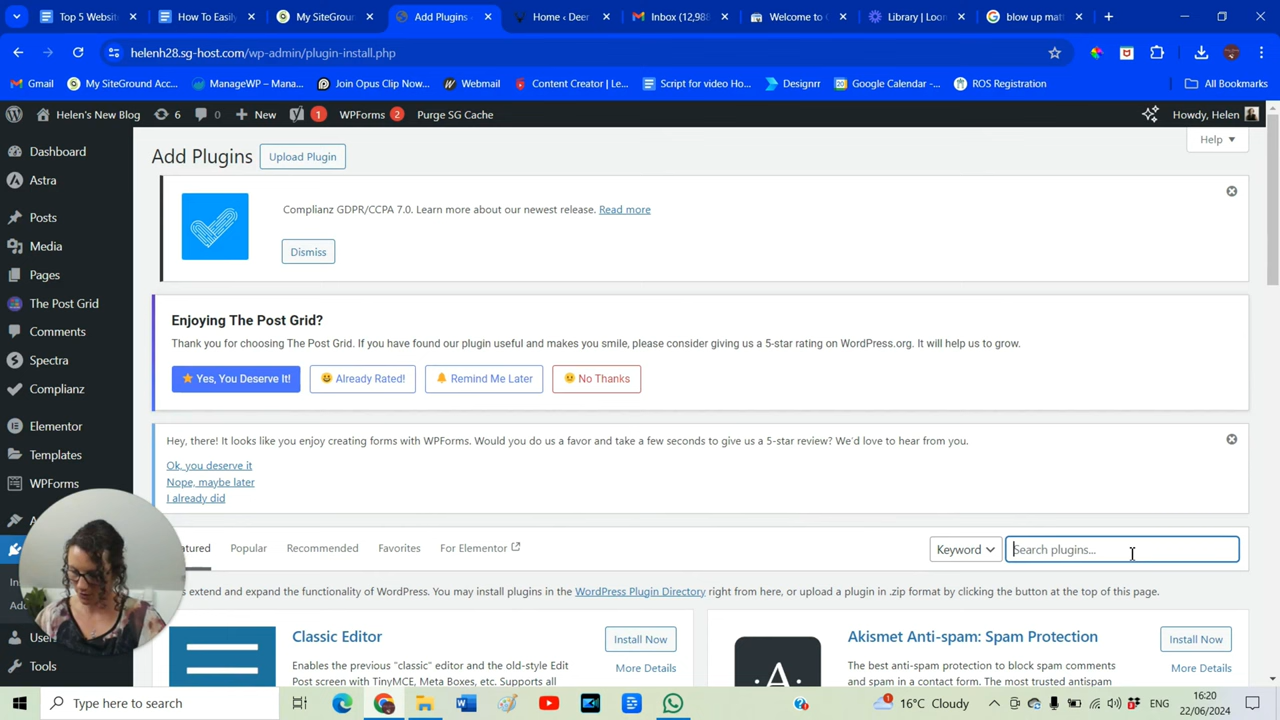 Top 5 Website
How To Easily
My SiteGroun
Add Plugins ‹
Home ‹ Deer
Inbox (12,988
Welcome to C
Library | Loon
blow up mat
helenh28.sg-host.com/wp-admin/plugin-install.php
Gmail
My SiteGround Acc...
ManageWP – Mana...
Join Opus Clip Now...
Webmail
Content Creator | Le...
Script for video Ho...
Designrr
Google Calendar -...
ROS Registration
All Bookmarks
Helen's New Blog
6
0
New
1
WPForms 2
Purge SG Cache
Howdy, Helen
Dashboard
Astra
Posts
Media
Pages
The Post Grid
Comments
Spectra
Complianz
Elementor
Templates
WPForms
Tools
Add Plugins
Upload Plugin
Help
Complianz GDPR/CCPA 7.0. Learn more about our newest release. Read more
Dismiss
Enjoying The Post Grid?
Thank you for choosing The Post Grid. If you have found our plugin useful and makes you smile, please consider giving us a 5-star rating on WordPress.org. It will help us to grow.
Yes, You Deserve It!
Already Rated!
Remind Me Later
No Thanks
Hey, there! It looks like you enjoy creating forms with WPForms. Would you do us a favor and take a few seconds to give us a 5-star review? We'd love to hear from you.
Ok, you deserve it
Nope, maybe later
I already did
Popular
Recommended
Favorites
For Elementor
Keyword
Search plugins...
extend and expand the functionality of WordPress. You may install plugins in the WordPress Plugin Directory right from here, or upload a plugin in .zip format by clicking the button at the top of this page.
Classic Editor
Install Now
Enables the previous "classic" editor and the old-style Edit
More Details
Post screen with TinyMCE, Meta Boxes, etc. Supports all
Akismet Anti-spam: Spam Protection
Install Now
The best anti-spam protection to block spam comments
More Details
and spam in a contact form. The most trusted antispam
Type here to search
16°C Cloudy
ENG
16:20
22/06/2024